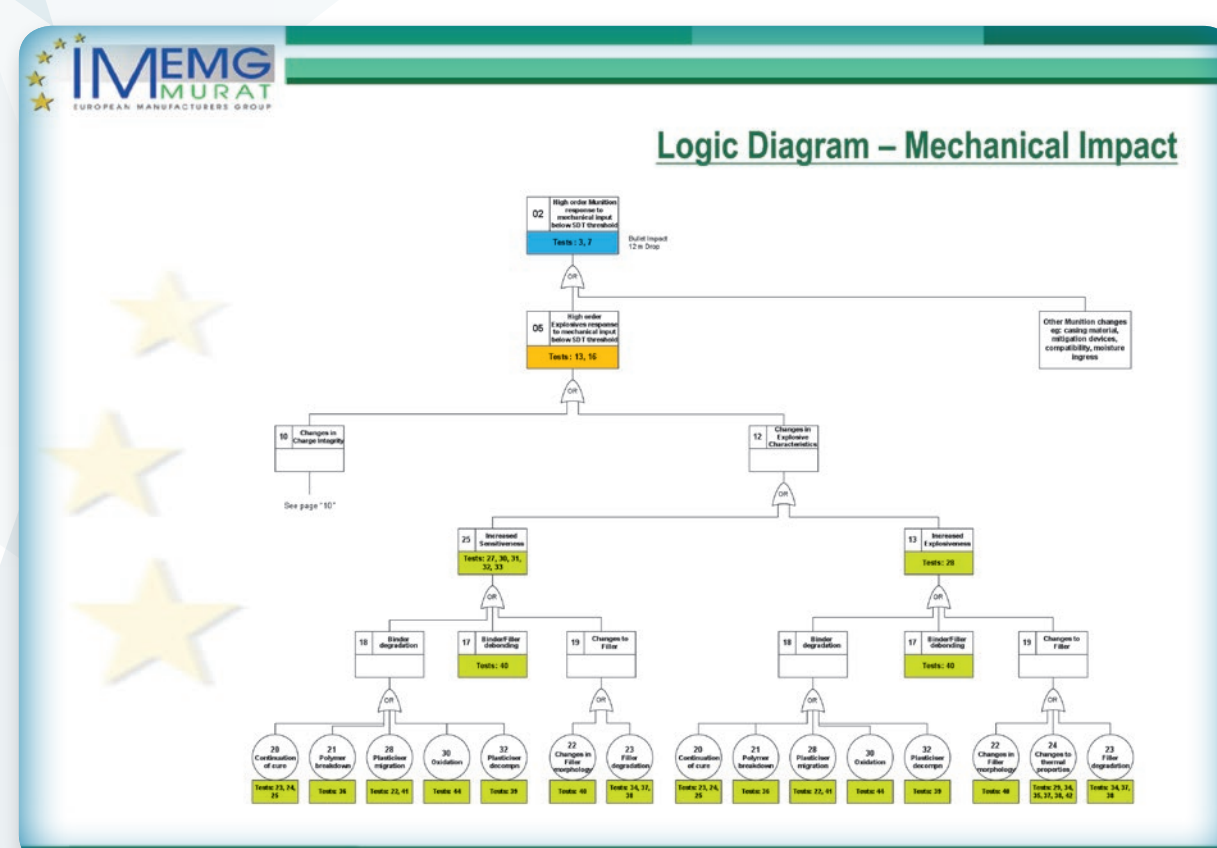 IMEMG
MURAT
EUROPEAN MANUFACTURERS GROUP
Logic Diagram – Mechanical Impact
02
High order Munition
response to
mechanical input
below SDT threshold
Tests : 3, 7
Bullet Impact
12 m Drop
OR
05
High order
Explosives response
to mechanical input
below SDT threshold
Tests : 13, 16
Other Munition changes
eg: casing material,
mitigation devices,
compatibility, moisture
ingress
OR
10
Changes in
Charge Integrity
See page "10"
12
Changes in
Explosive
Characteristics
OR
25
Increased
Sensitiveness
Tests: 27, 30, 31,
32, 33
13
Increased
Explosiveness
Tests: 28
OR
OR
18
Binder
degradation
17
Binder/Filler
debonding
Tests: 40
19
Changes to
Filler
18
Binder
degradation
17
Binder/Filler
debonding
Tests: 40
19
Changes to
Filler
OR
OR
OR
OR
20
Continuation
of cure
Tests: 23, 24,
25
21
Polymer
breakdown
Tests: 36
28
Plasticiser
migration
Tests: 22, 41
30
Oxidation
Tests: 44
32
Plasticiser
decompn
Tests: 39
22
Changes in
Filler
morphology
Tests: 40
23
Filler
degradation
Tests: 34, 37,
38
20
Continuation
of cure
Tests: 23, 24,
25
21
Polymer
breakdown
Tests: 36
28
Plasticiser
migration
Tests: 22, 41
30
Oxidation
Tests: 44
32
Plasticiser
decompn
Tests: 39
22
Changes in
Filler
morphology
Tests: 40
24
Changes to
thermal
properties
Tests: 29, 34,
35, 37, 38, 42
23
Filler
degradation
Tests: 34, 37,
38